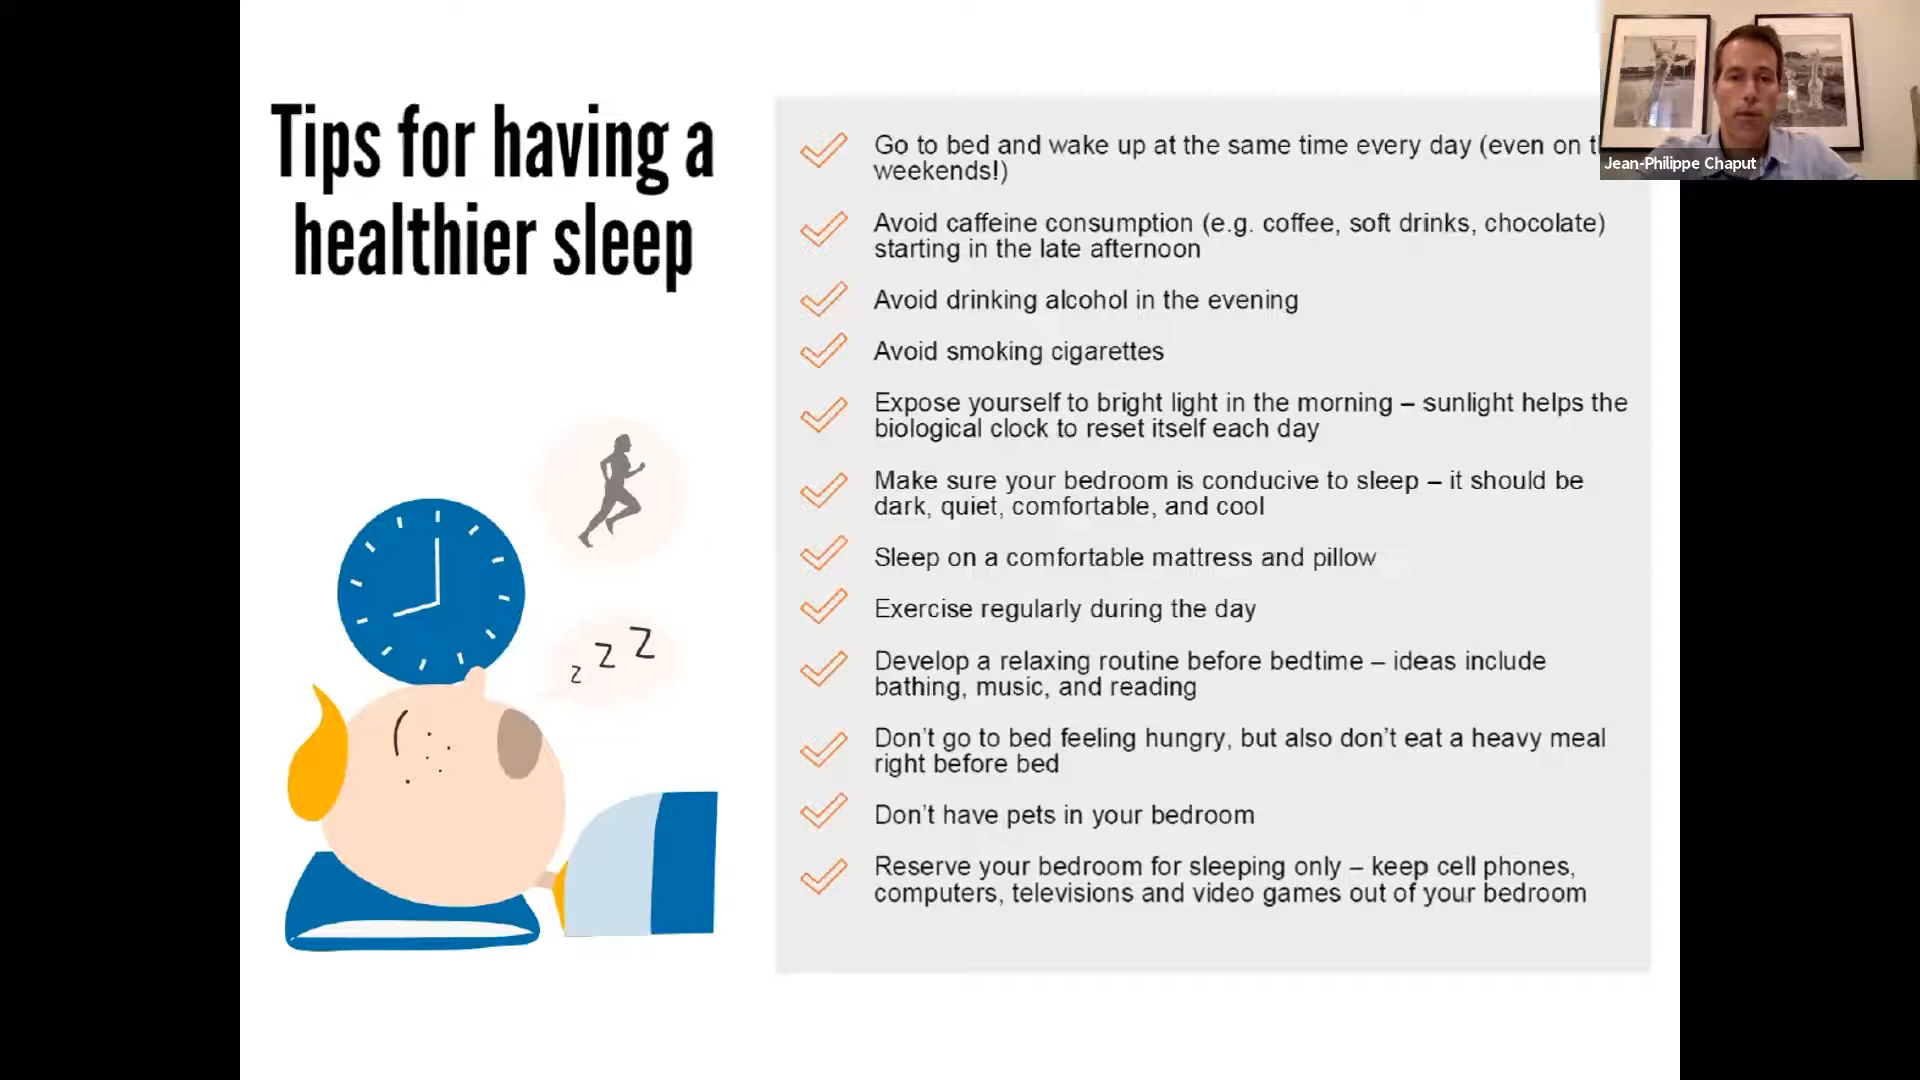 Tips for having a
healthier sleep
Go to bed and wake up at the same time every day (even on
weekends!)
Avoid caffeine consumption (e.g. coffee, soft drinks, chocolate)
starting in the late afternoon
Avoid drinking alcohol in the evening
Avoid smoking cigarettes
Expose yourself to bright light in the morning – sunlight helps the
biological clock to reset itself each day
Make sure your bedroom is conducive to sleep – it should be
dark, quiet, comfortable, and cool
Sleep on a comfortable mattress and pillow
Exercise regularly during the day
Develop a relaxing routine before bedtime – ideas include
bathing, music, and reading
Don’t go to bed feeling hungry, but also don’t eat a heavy meal
right before bed
Don’t have pets in your bedroom
Reserve your bedroom for sleeping only – keep cell phones,
computers, televisions and video games out of your bedroom
z z z
Jean-Philippe Chaput